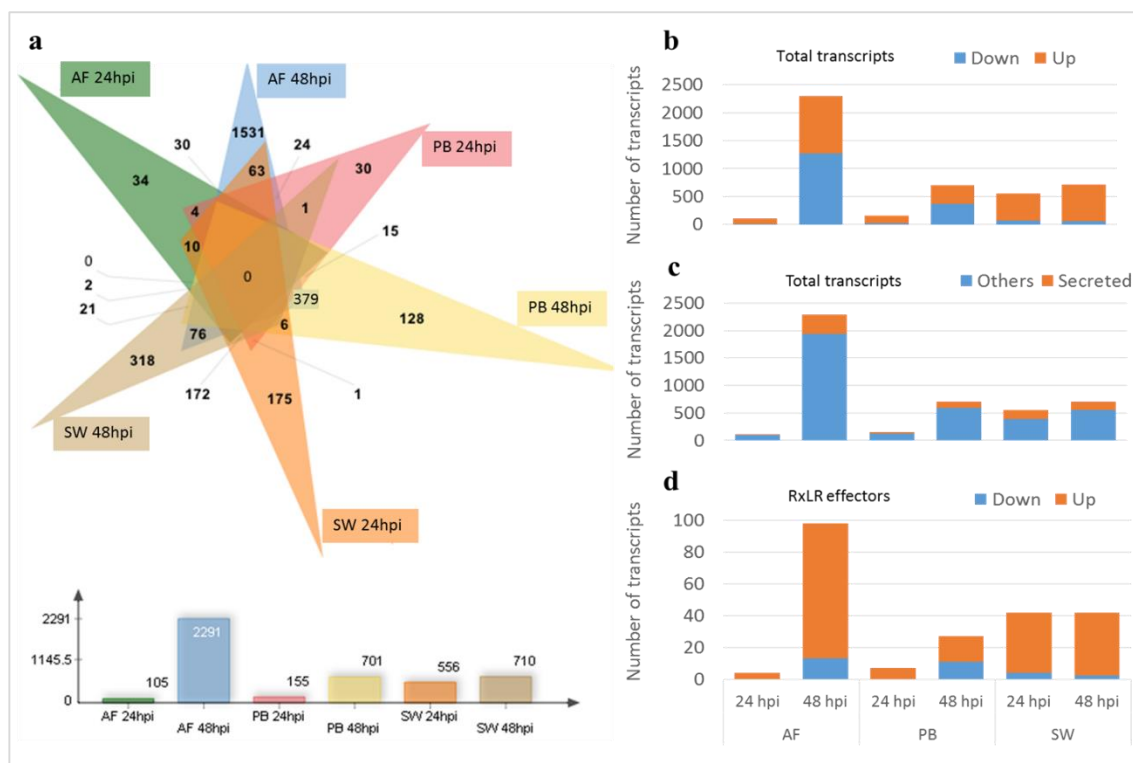 a
AF 24hpi
AF 48hpi
PB 24hpi
PB 48hpi
SW 24hpi
SW 48hpi
1531
30
24
63
30
34
1
4
15
10
0
0
2
379
21
128
6
76
318
172
175
1
2291
1145.5
0
105
2291
155
701
556
710
AF 24hpi
AF 48hpi
PB 24hpi
PB 48hpi
SW 24hpi
SW 48hpi
b
Total transcripts
Down Up
Number of transcripts
2500
2000
1500
1000
500
0
c
Total transcripts
Others Secreted
Number of transcripts
2500
2000
1500
1000
500
0
d
RxLR effectors
Down Up
Number of transcripts
100
80
60
40
20
0
24 hpi 48 hpi 24 hpi 48 hpi 24 hpi 48 hpi
AF PB SW